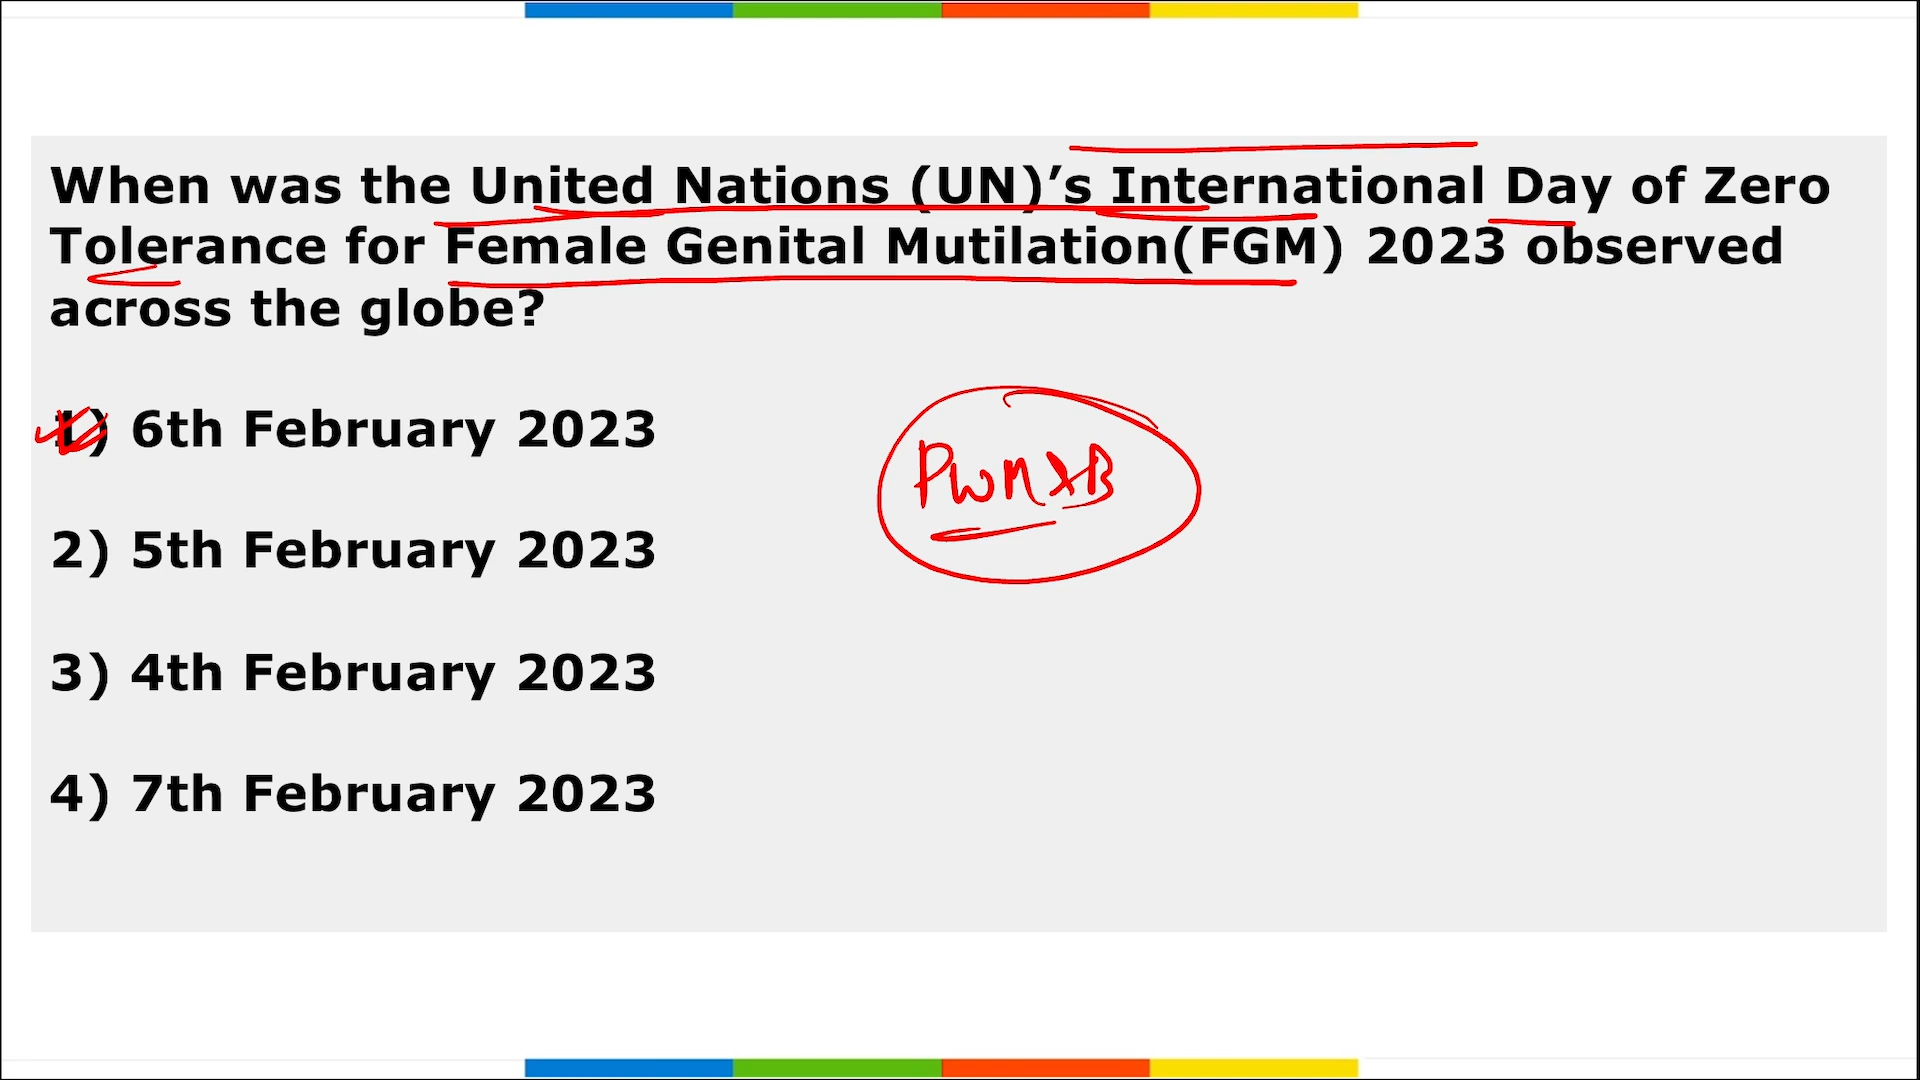 When was the United Nations (UN)’s International Day of Zero
Tolerance for Female Genital Mutilation(FGM) 2023 observed
across the globe?
1) 6th February 2023
PWMXB
2) 5th February 2023
3) 4th February 2023
4) 7th February 2023